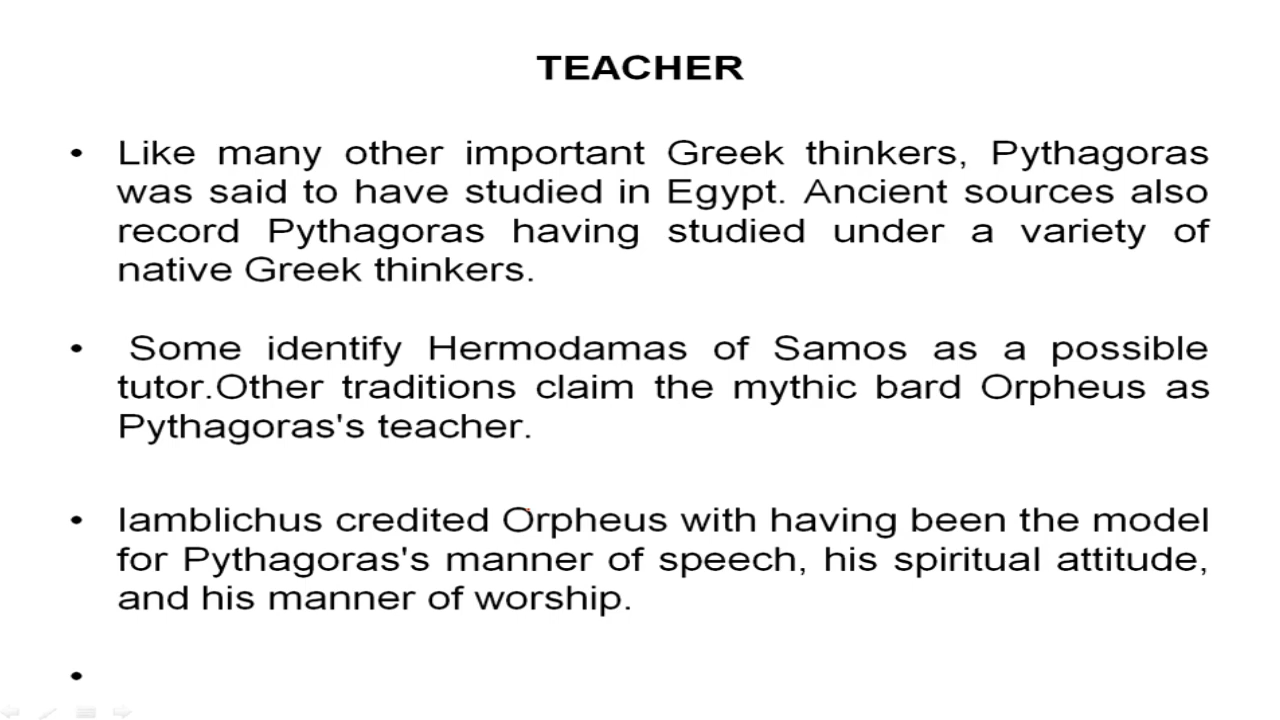 TEACHER
• Like many other important Greek thinkers, Pythagoras
was said to have studied in Egypt. Ancient sources also
record Pythagoras having studied under a variety of
native Greek thinkers.
• Some identify Hermodamas of Samos as a possible
tutor.Other traditions claim the mythic bard Orpheus as
Pythagoras's teacher.
• Iamblichus credited Orpheus with having been the model
for Pythagoras's manner of speech, his spiritual attitude,
and his manner of worship.
•